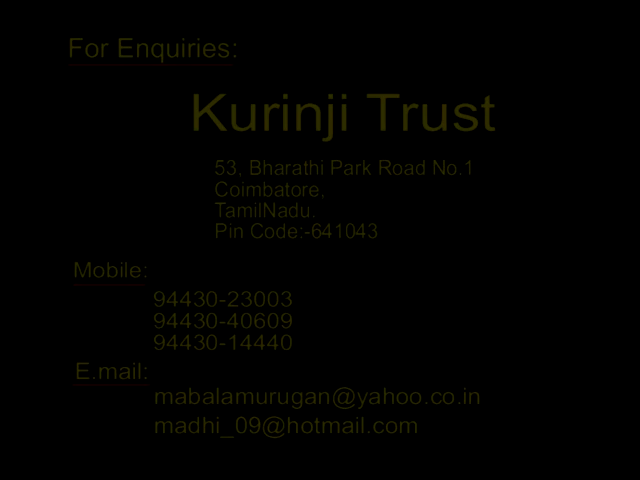 For Enquiries:
Kurinji Trust
53, Bharathi Park Road No.1
Coimbatore,
TamilNadu.
Pin Code:-641043
Mobile:
94430-23003
94430-40609
94430-14440
E.mail:
mabalamurugan@yahoo.co.in
madhi_09@hotmail.com